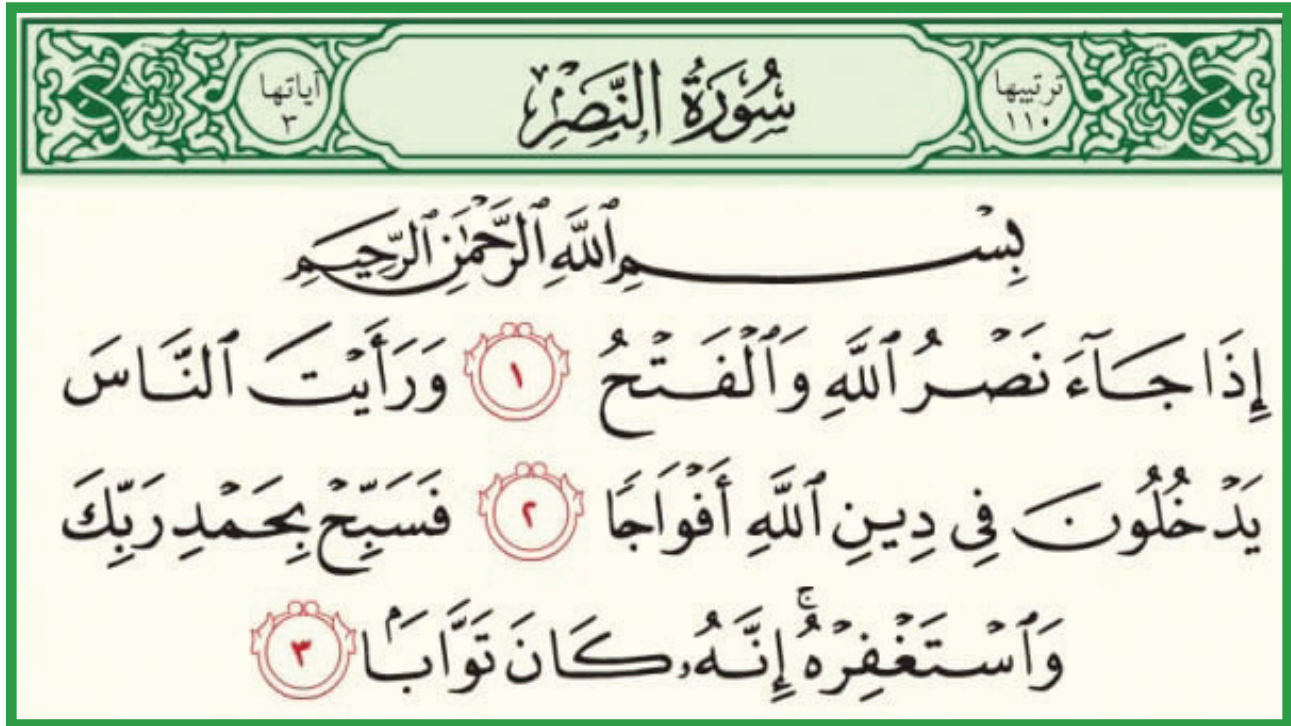 ترتيبها
١١٠
سُورَةُ النَّصْرِ
آياتها
٣
بِسْمِ ٱللَّهِ ٱلرَّحْمَٰنِ ٱلرَّحِيمِ
إِذَا جَآءَ نَصْرُ ٱللَّهِ وَٱلْفَتْحُ ١ وَرَأَيْتَ ٱلنَّاسَ
يَدْخُلُونَ فِى دِينِ ٱللَّهِ أَفْوَاجًا ٢ فَسَبِّحْ بِحَمْدِ رَبِّكَ
وَٱسْتَغْفِرْهُ ۚ إِنَّهُۥ كَانَ تَوَّابَۢا ٣